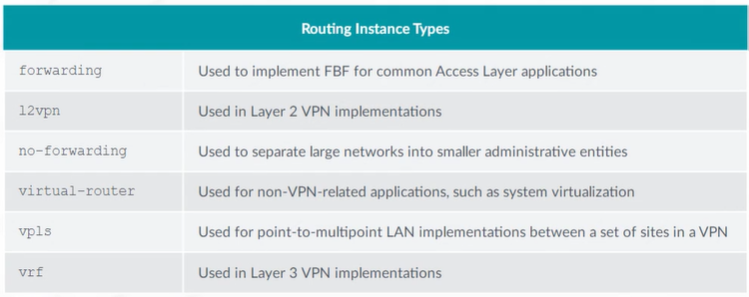 Routing Instance Types
forwarding Used to implement FBF for common Access Layer applications
l2vpn Used in Layer 2 VPN implementations
no-forwarding Used to separate large networks into smaller administrative entities
virtual-router Used for non-VPN-related applications, such as system virtualization
vpls Used for point-to-multipoint LAN implementations between a set of sites in a VPN
vrf Used in Layer 3 VPN implementations